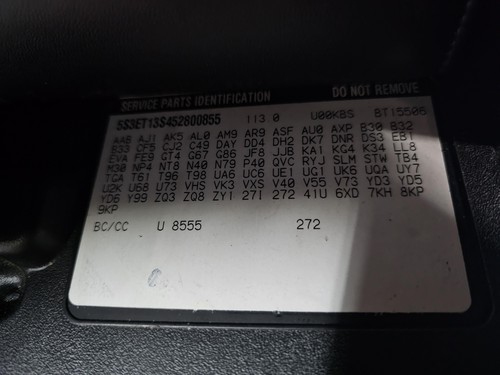 SERVICE PARTS IDENTIFICATION DO NOT REMOVE
5S3ET13S452800855 113 0 U00KBS BT15506
AAB AJ1 AK5 AL0 AM9 AR9 ASF AU0 AXP B30 B32
B33 CF5 CJ2 C49 DAY DD4 DH2 DK7 DNR DS3 EB1
EVA FE9 GT4 G67 G86 JF8 JJB KA1 KG4 K34 LL8
M30 NP4 NT8 N40 N79 P40 QVC RYJ SLM STW TB4
TGA T61 T96 T98 UA6 UC6 UE1 UG1 UK6 UQA UY7
U2K U68 U73 VHS VK3 VXS V40 V55 V73 YD3 YD5
YD6 Y99 ZQ3 ZQ8 ZY1 27I 272 41U 6XD 7KH 8KP
9KP
BC/CC U 8555 272